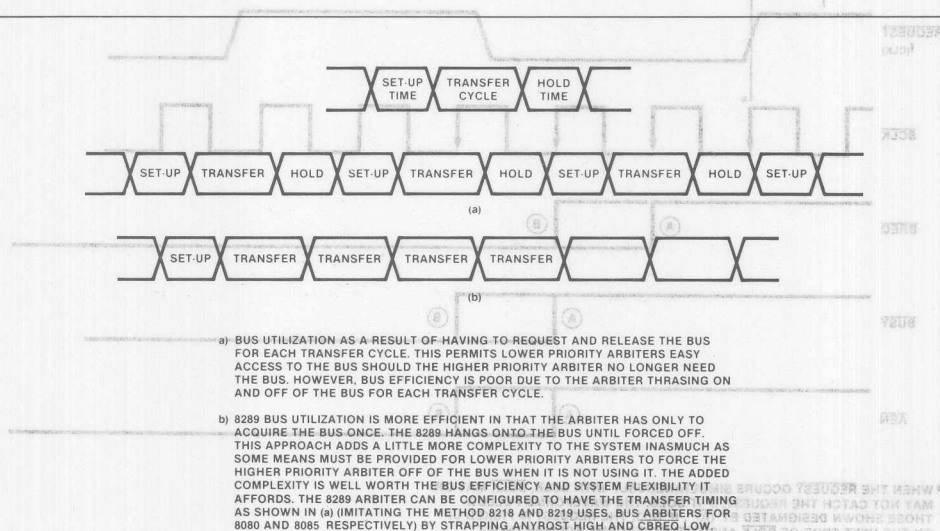 SET-UP TIME TRANSFER CYCLE HOLD TIME
SET-UP TRANSFER HOLD SET-UP TRANSFER HOLD SET-UP TRANSFER HOLD SET-UP
(a)
SET-UP TRANSFER TRANSFER TRANSFER TRANSFER
(b)
a) BUS UTILIZATION AS A RESULT OF HAVING TO REQUEST AND RELEASE THE BUS
FOR EACH TRANSFER CYCLE. THIS PERMITS LOWER PRIORITY ARBITERS EASY
ACCESS TO THE BUS SHOULD THE HIGHER PRIORITY ARBITER NO LONGER NEED
THE BUS. HOWEVER, BUS EFFICIENCY IS POOR DUE TO THE ARBITER THRASING ON
AND OFF OF THE BUS FOR EACH TRANSFER CYCLE.
b) 8289 BUS UTILIZATION IS MORE EFFICIENT IN THAT THE ARBITER HAS ONLY TO
ACQUIRE THE BUS ONCE. THE 8289 HANGS ONTO THE BUS UNTIL FORCED OFF.
THIS APPROACH ADDS A LITTLE MORE COMPLEXITY TO THE SYSTEM INASMUCH AS
SOME MEANS MUST BE PROVIDED FOR LOWER PRIORITY ARBITERS TO FORCE THE
HIGHER PRIORITY ARBITER OFF OF THE BUS WHEN IT IS NOT USING IT. THE ADDED
COMPLEXITY IS WELL WORTH THE BUS EFFICIENCY AND SYSTEM FLEXIBILITY IT
AFFORDS. THE 8289 ARBITER CAN BE CONFIGURED TO HAVE THE TRANSFER TIMING
AS SHOWN IN (a) (IMITATING THE METHOD 8218 AND 8219 USES, BUS ARBITERS FOR
8080 AND 8085 RESPECTIVELY) BY STRAPPING ANYRQST HIGH AND CBREQ LOW.